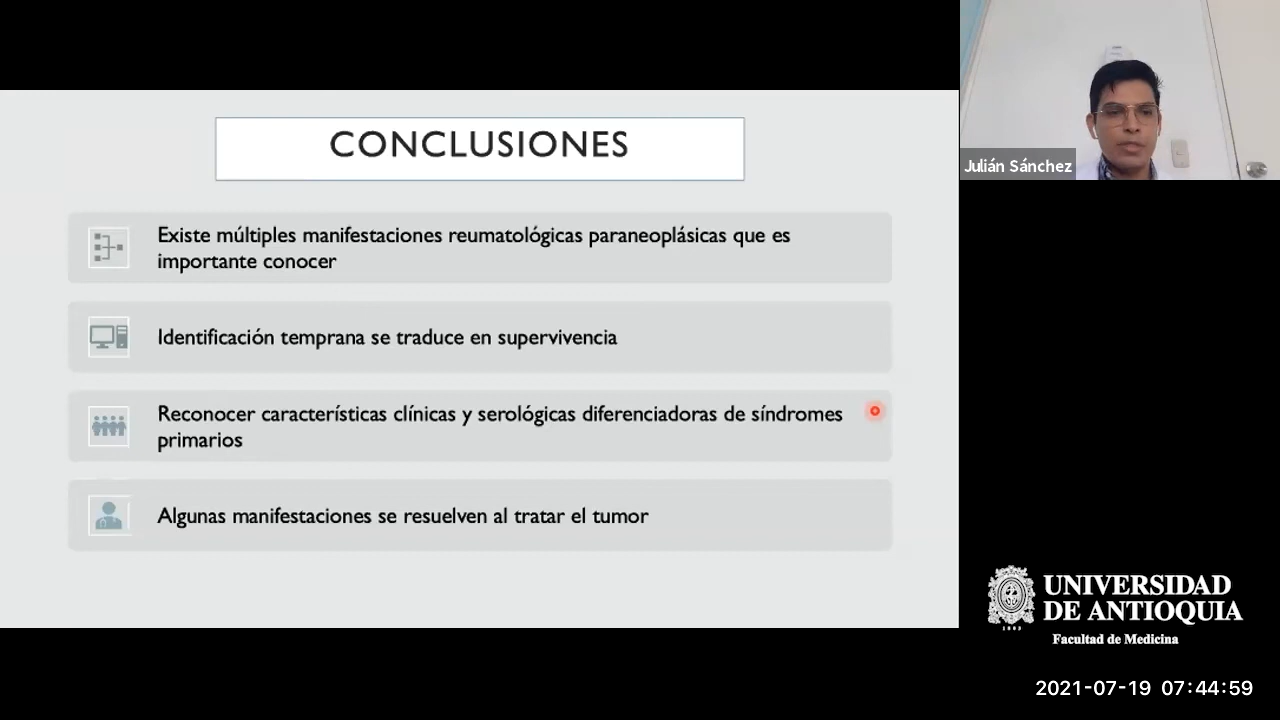 CONCLUSIONES
Existe múltiples manifestaciones reumatológicas paraneoplásicas que es
importante conocer
Identificación temprana se traduce en supervivencia
Reconocer características clínicas y serológicas diferenciadoras de síndromes
primarios
Algunas manifestaciones se resuelven al tratar el tumor
Julián Sánchez
UNIVERSIDAD
DE ANTIOQUIA
1803
Facultad de Medicina
2021-07-19 07:44:59